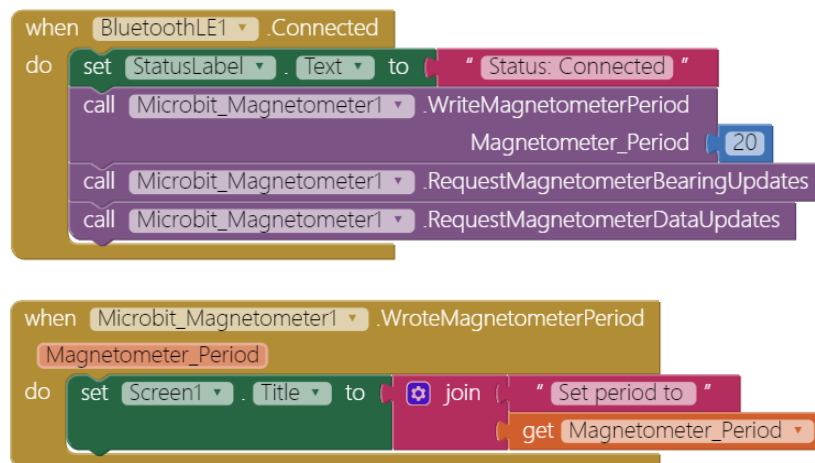 when BluetoothLE1 .Connected
do set StatusLabel . Text to " Status: Connected "
call Microbit_Magnetometer1 .WriteMagnetometerPeriod
Magnetometer_Period 20
call Microbit_Magnetometer1 .RequestMagnetometerBearingUpdates
call Microbit_Magnetometer1 .RequestMagnetometerDataUpdates
when Microbit_Magnetometer1 .WroteMagnetometerPeriod
Magnetometer_Period
do set Screen1 . Title to join " Set period to "
get Magnetometer_Period